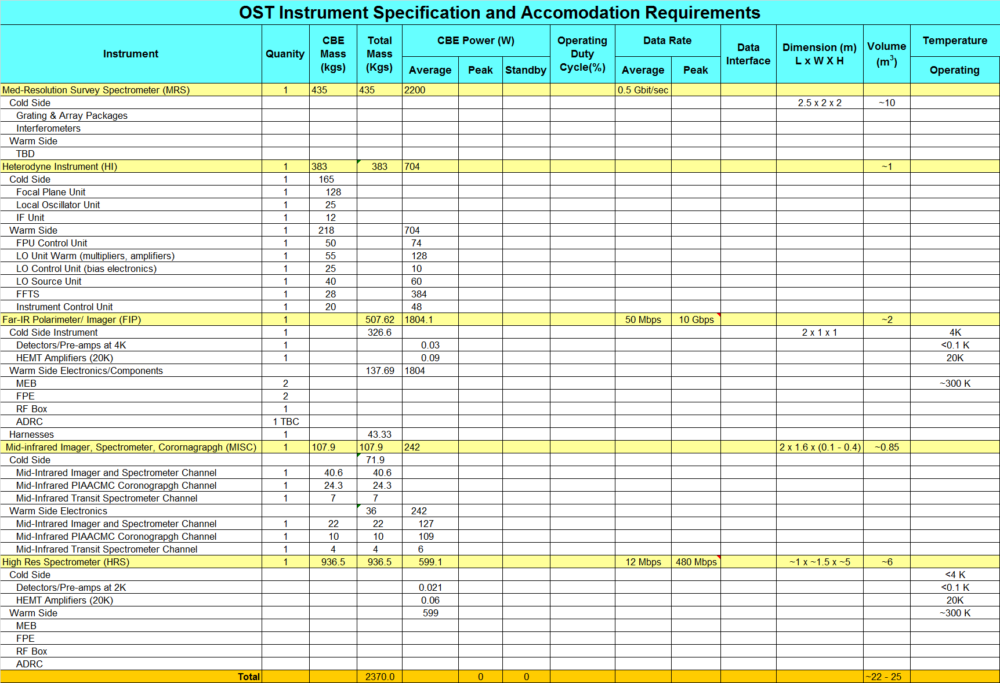 OST Instrument Specification and Accomodation Requirements
Instrument Quanity CBE Mass (kgs) Total Mass (Kgs) CBE Power (W) Operating Duty Cycle(%) Data Rate Data Interface Dimension (m) L x W X H Volume (m3) Temperature
Average Peak Standby Average Peak Operating
Med-Resolution Survey Spectrometer (MRS) 1 435 435 2200 0.5 Gbit/sec
Cold Side 2.5 x 2 x 2 ~10
Grating & Array Packages
Interferometers
Warm Side
TBD
Heterodyne Instrument (HI) 1 383 383 704 ~1
Cold Side 1 165
Focal Plane Unit 1 128
Local Oscillator Unit 1 25
IF Unit 1 12
Warm Side 1 218 704
FPU Control Unit 1 50 74
LO Unit Warm (multipliers, amplifiers) 1 55 128
LO Control Unit (bias electronics) 1 25 10
LO Source Unit 1 40 60
FFTS 1 28 384
Instrument Control Unit 1 20 48
Far-IR Polarimeter/ Imager (FIP) 1 507.62 1804.1 50 Mbps 10 Gbps ~2
Cold Side Instrument 1 326.6 2 x 1 x 1 4K
Detectors/Pre-amps at 4K 1 0.03 <0.1 K
HEMT Amplifiers (20K) 1 0.09 20K
Warm Side Electronics/Components 137.69 1804
MEB 2 ~300 K
FPE 2
RF Box 1
ADRC 1 TBC
Harnesses 1 43.33
Mid-infrared Imager, Spectrometer, Corornagrapgh (MISC) 1 107.9 107.9 242 2 x 1.6 x (0.1 - 0.4) ~0.85
Cold Side 71.9
Mid-Intrared Imager and Spectrometer Channel 1 40.6 40.6
Mid-Infrared PIAACMC Coronograpgh Channel 1 24.3 24.3
Mid-Infrared Transit Spectrometer Channel 1 7 7
Warm Side Electronics 36 242
Mid-Intrared Imager and Spectrometer Channel 1 22 22 127
Mid-Infrared PIAACMC Coronograpgh Channel 1 10 10 109
Mid-Infrared Transit Spectrometer Channel 1 4 4 6
High Res Spectrometer (HRS) 1 936.5 936.5 599.1 12 Mbps 480 Mbps ~1 x ~1.5 x ~5 ~6
Cold Side <4 K
Detectors/Pre-amps at 2K 0.021 <0.1 K
HEMT Amplifiers (20K) 0.06 20K
Warm Side 599 ~300 K
MEB
FPE
RF Box
ADRC
Total 2370.0 0 0 ~22 - 25